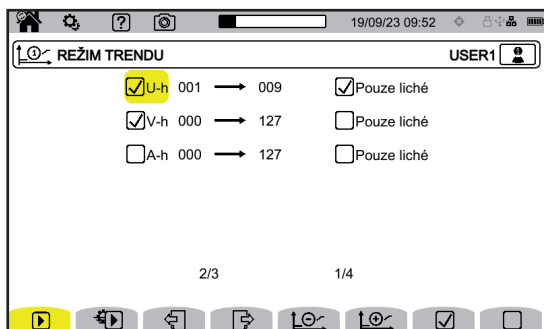 19/09/23 09:52
REŽIM TRENDU USER1
U-h 001 → 009 Pouze liché
V-h 000 → 127 Pouze liché
A-h 000 → 127 Pouze liché
2/3 1/4